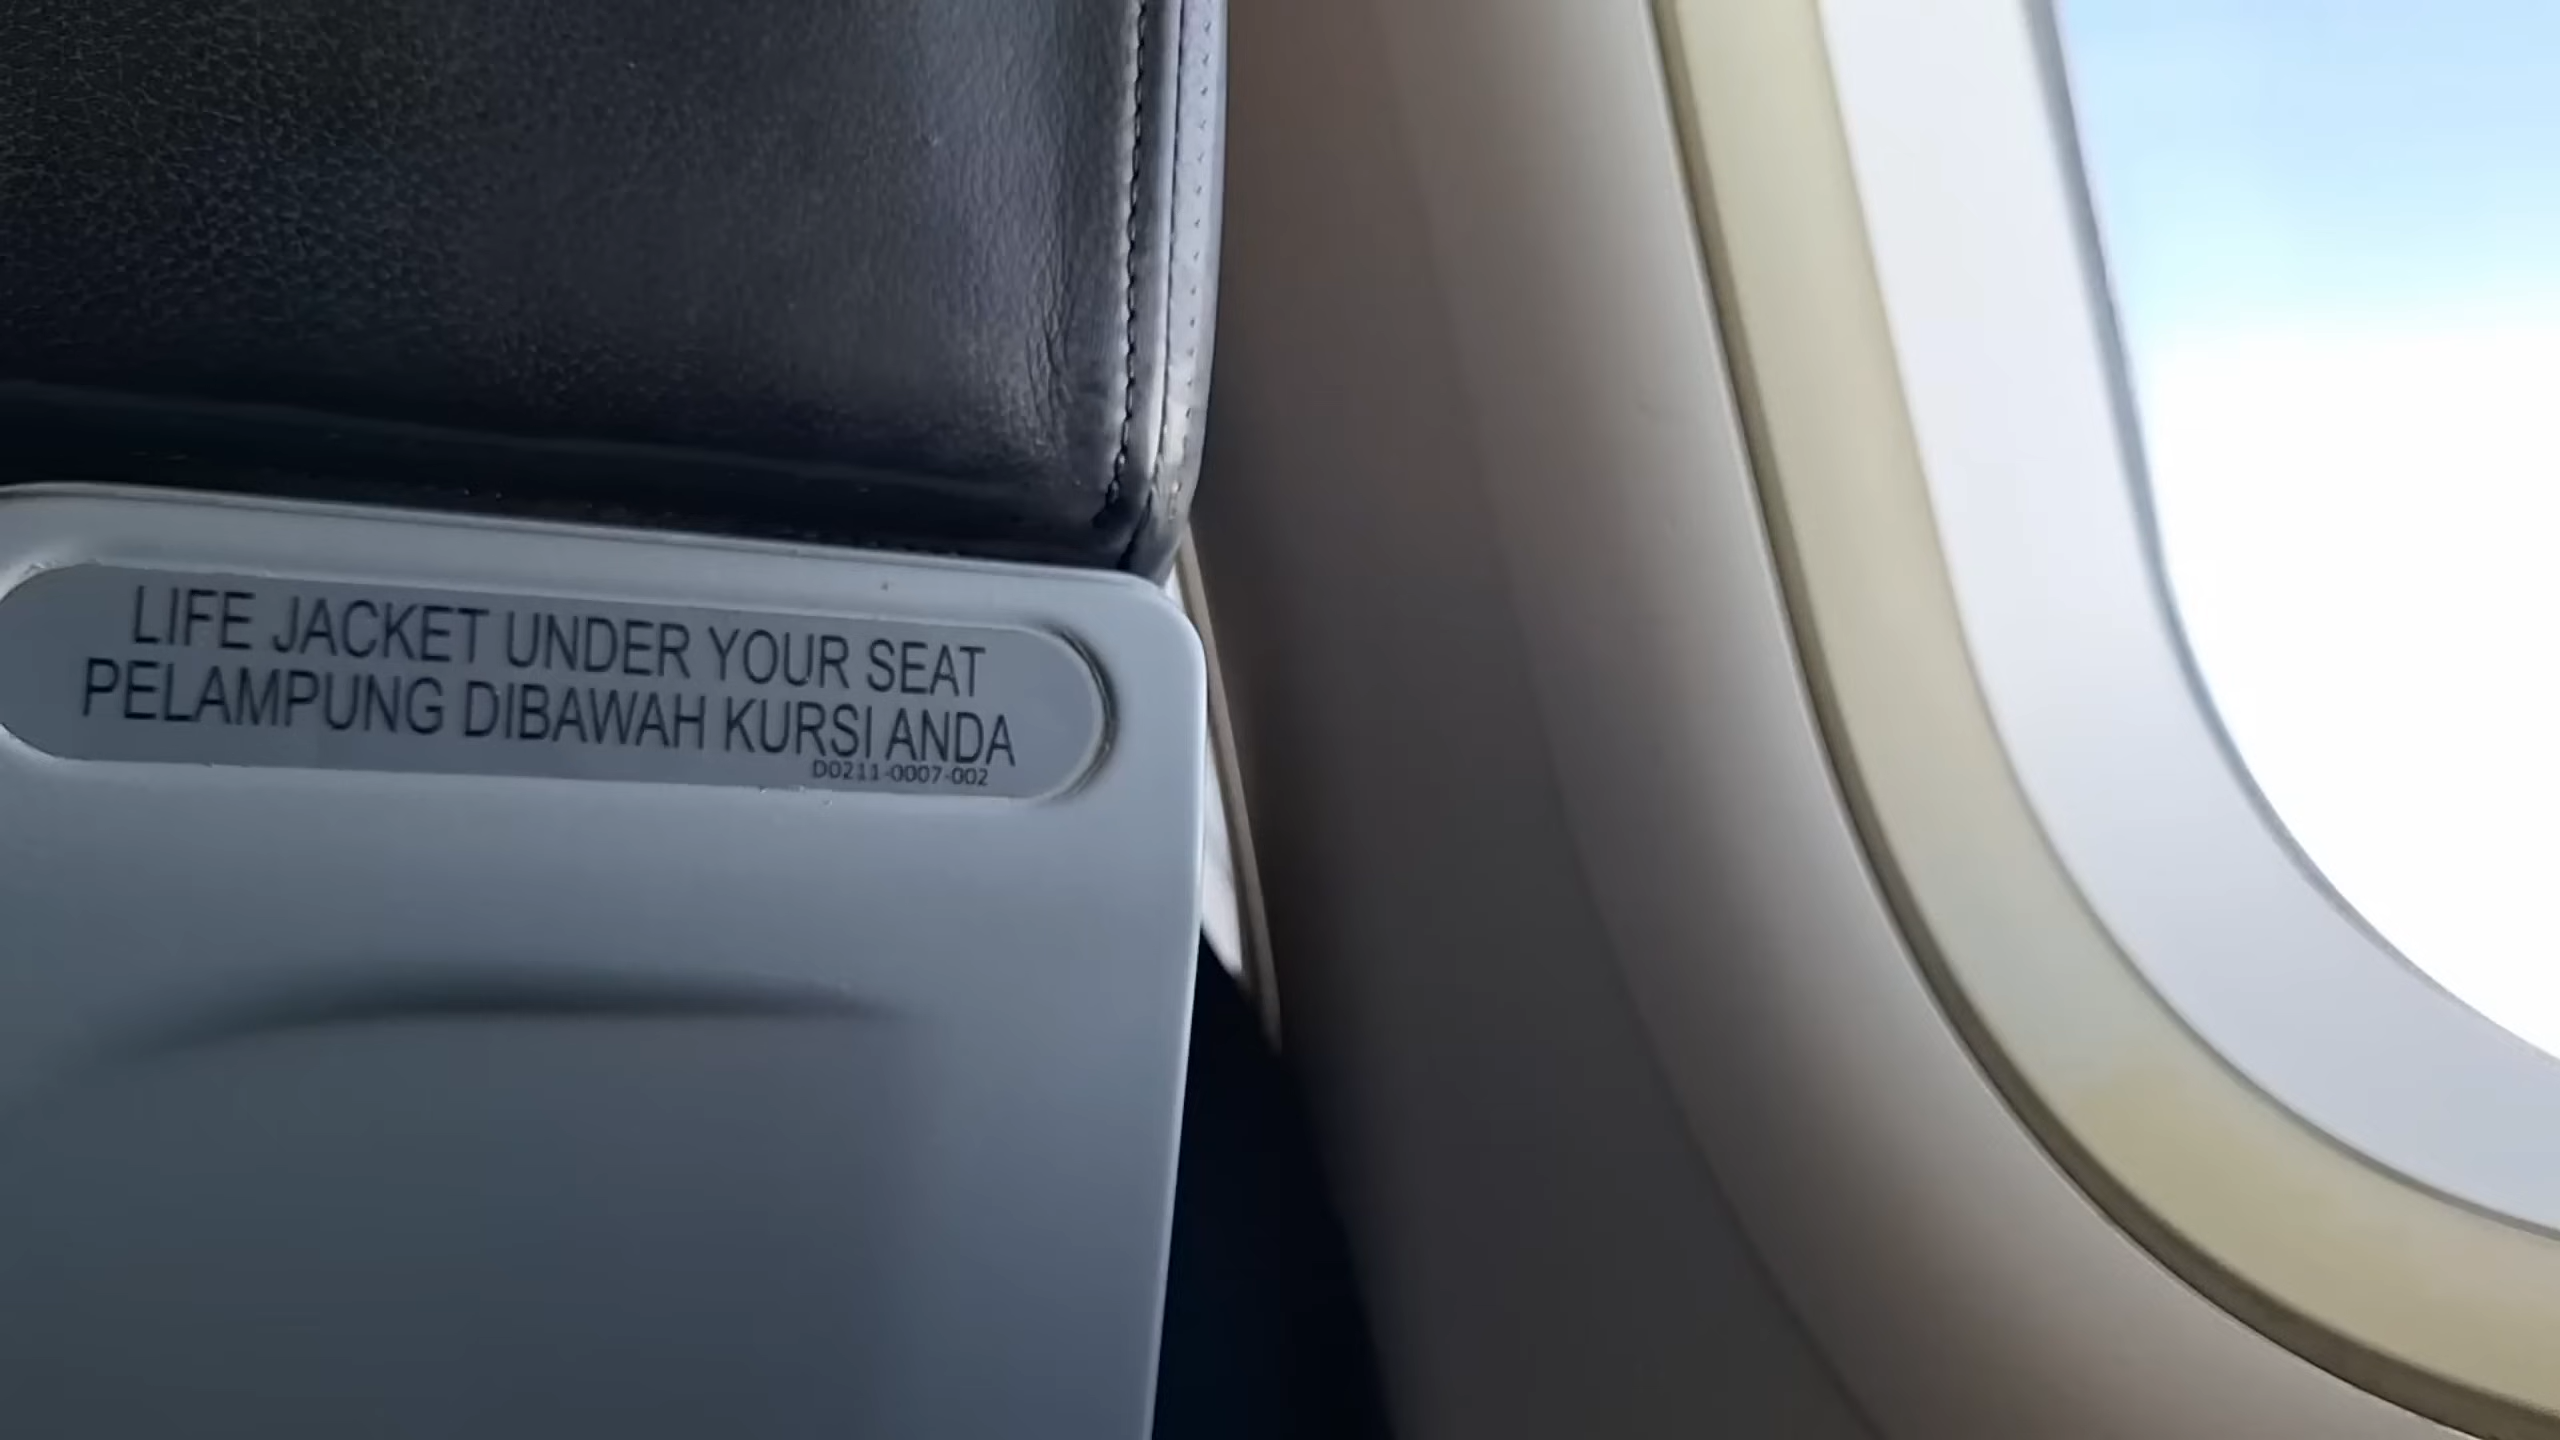 LIFE JACKET UNDER YOUR SEAT
PELAMPUNG DIBAWAH KURSI ANDA
D0211-0007-002